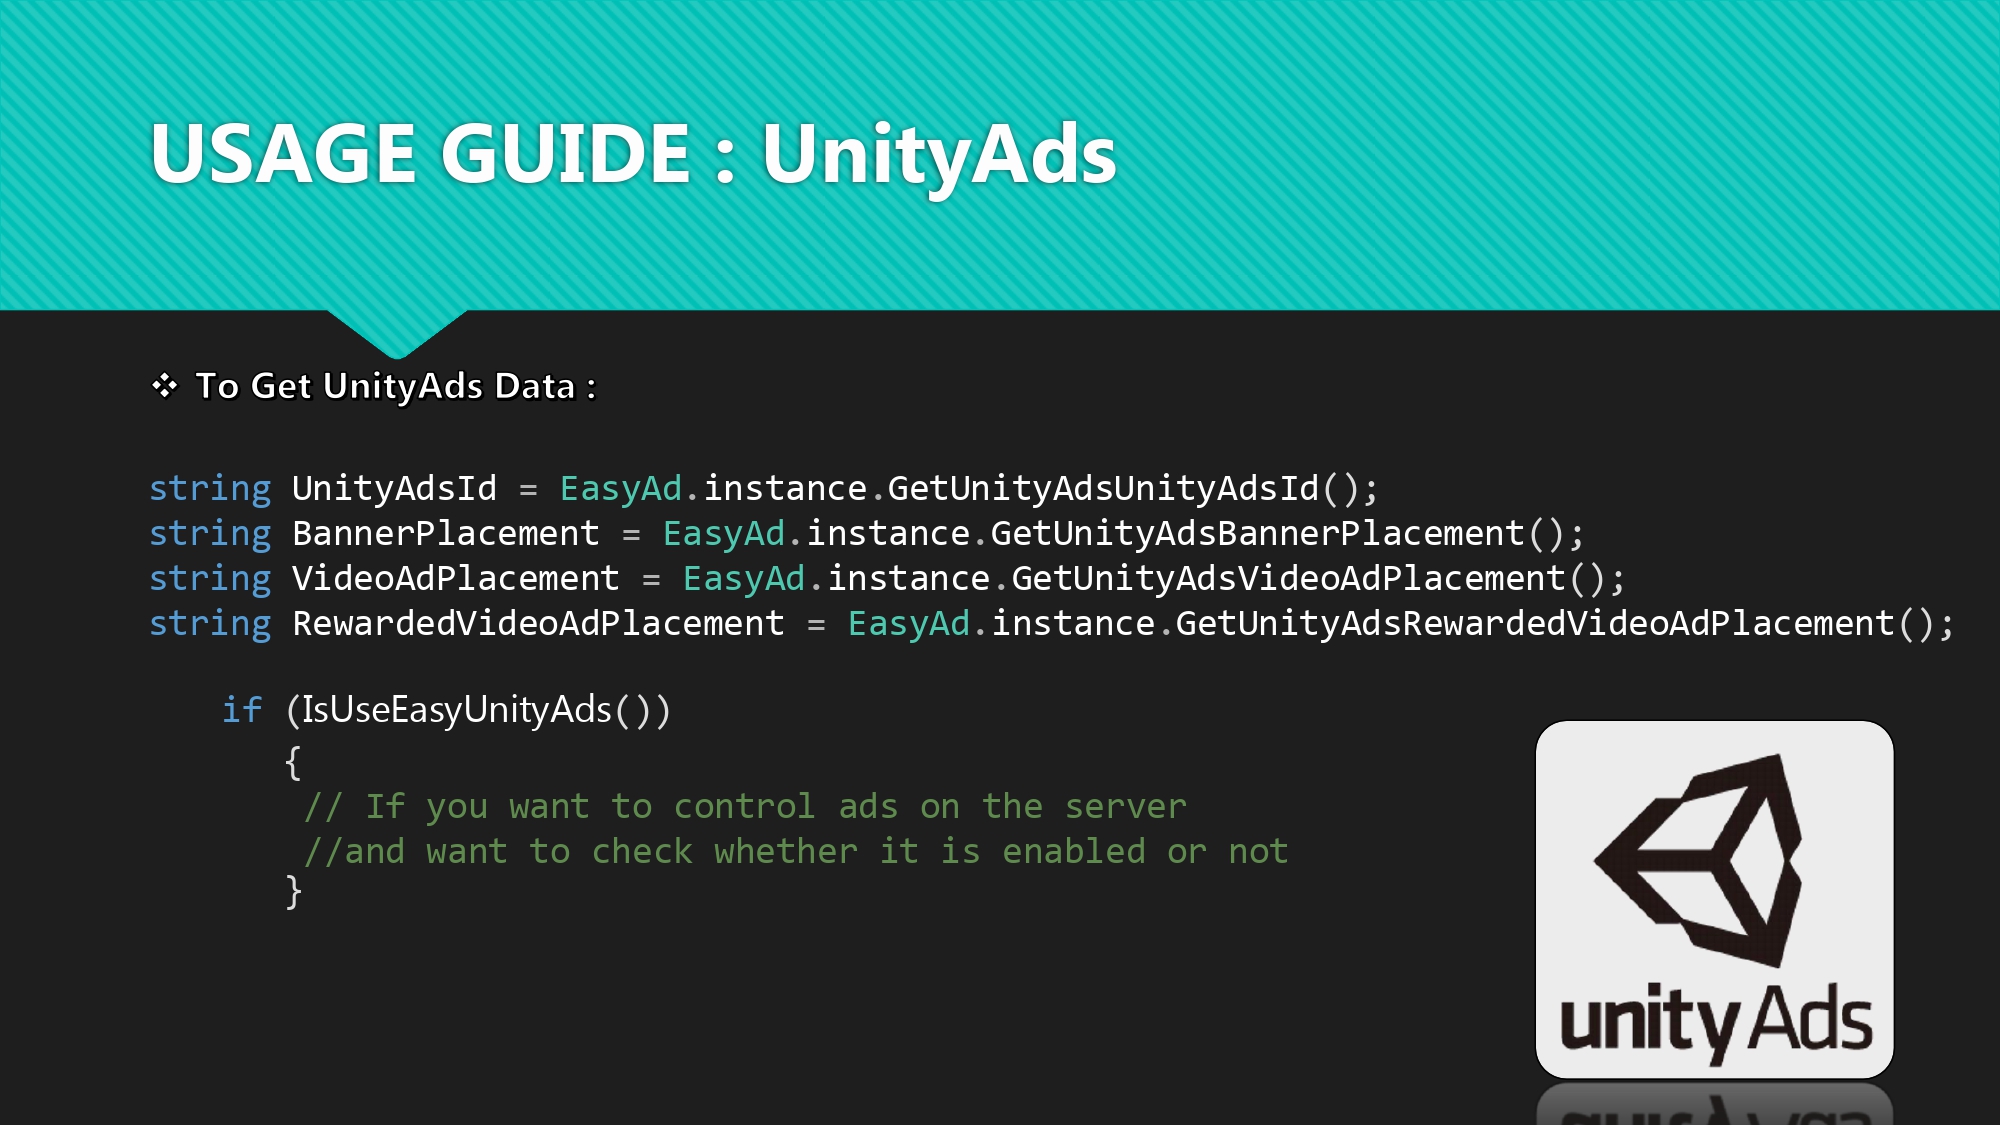 USAGE GUIDE : UnityAds
❖ To Get UnityAds Data :
string UnityAdsId = EasyAd.instance.GetUnityAdsUnityAdsId();
string BannerPlacement = EasyAd.instance.GetUnityAdsBannerPlacement();
string VideoAdPlacement = EasyAd.instance.GetUnityAdsVideoAdPlacement();
string RewardedVideoAdPlacement = EasyAd.instance.GetUnityAdsRewardedVideoAdPlacement();
if (IsUseEasyUnityAds())
{
// If you want to control ads on the server
//and want to check whether it is enabled or not
}
unityAds